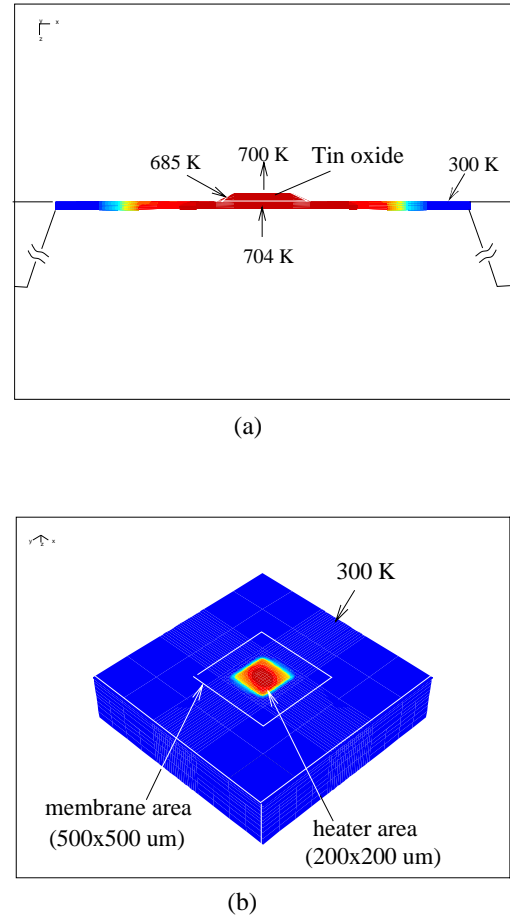 y x
z
685 K
700 K
Tin oxide
300 K
704 K
(a)
y z x
300 K
membrane area
(500x500 um)
heater area
(200x200 um)
(b)